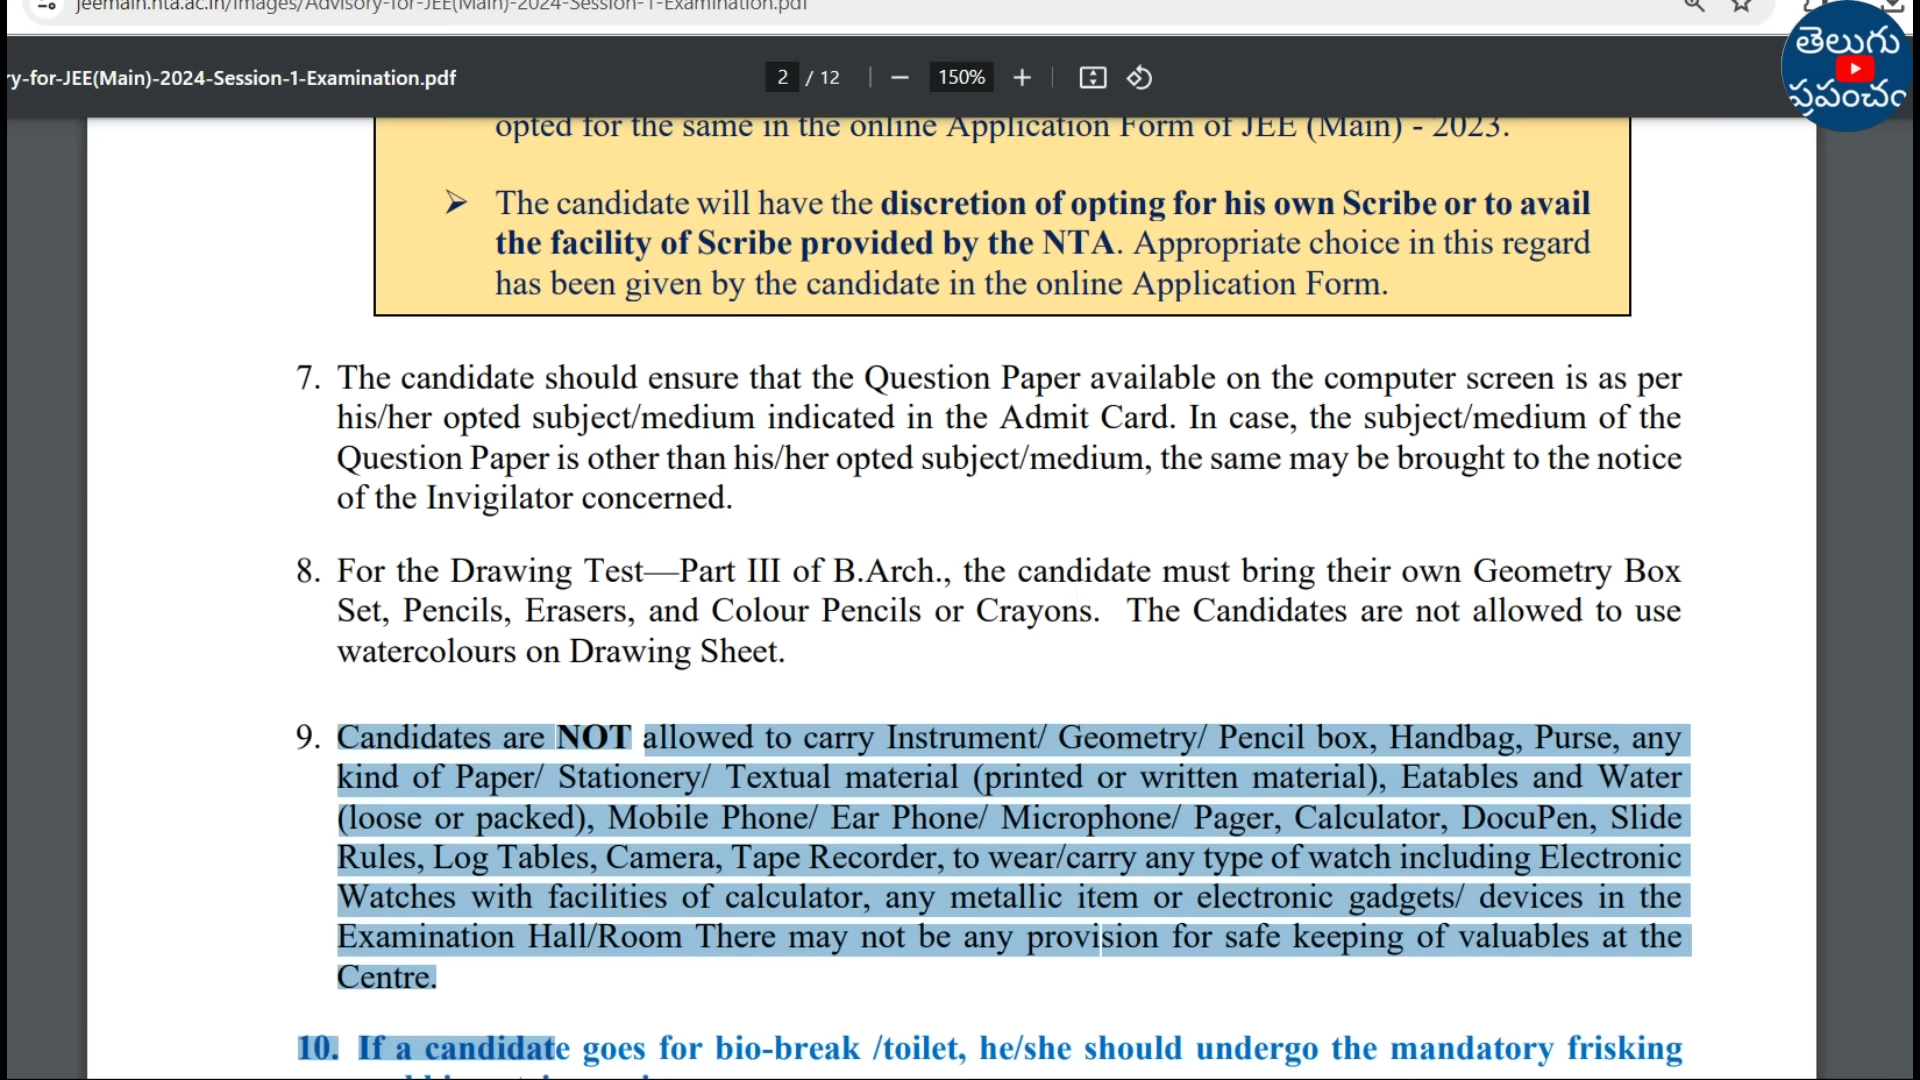 jeemain.nta.ac.in/images/Advisory-for-JEE(Main)-2024-Session-1-Examination.pdf
తెలుగు
ప్రపంచం
ry-for-JEE(Main)-2024-Session-1-Examination.pdf
2 / 12
150%
opted for the same in the online Application Form of JEE (Main) - 2023.
➢ The candidate will have the discretion of opting for his own Scribe or to avail
the facility of Scribe provided by the NTA. Appropriate choice in this regard
has been given by the candidate in the online Application Form.
7. The candidate should ensure that the Question Paper available on the computer screen is as per
his/her opted subject/medium indicated in the Admit Card. In case, the subject/medium of the
Question Paper is other than his/her opted subject/medium, the same may be brought to the notice
of the Invigilator concerned.
8. For the Drawing Test—Part III of B.Arch., the candidate must bring their own Geometry Box
Set, Pencils, Erasers, and Colour Pencils or Crayons. The Candidates are not allowed to use
watercolours on Drawing Sheet.
9. Candidates are NOT allowed to carry Instrument/ Geometry/ Pencil box, Handbag, Purse, any
kind of Paper/ Stationery/ Textual material (printed or written material), Eatables and Water
(loose or packed), Mobile Phone/ Ear Phone/ Microphone/ Pager, Calculator, DocuPen, Slide
Rules, Log Tables, Camera, Tape Recorder, to wear/carry any type of watch including Electronic
Watches with facilities of calculator, any metallic item or electronic gadgets/ devices in the
Examination Hall/Room There may not be any provision for safe keeping of valuables at the
Centre.
10. If a candidate goes for bio-break /toilet, he/she should undergo the mandatory frisking